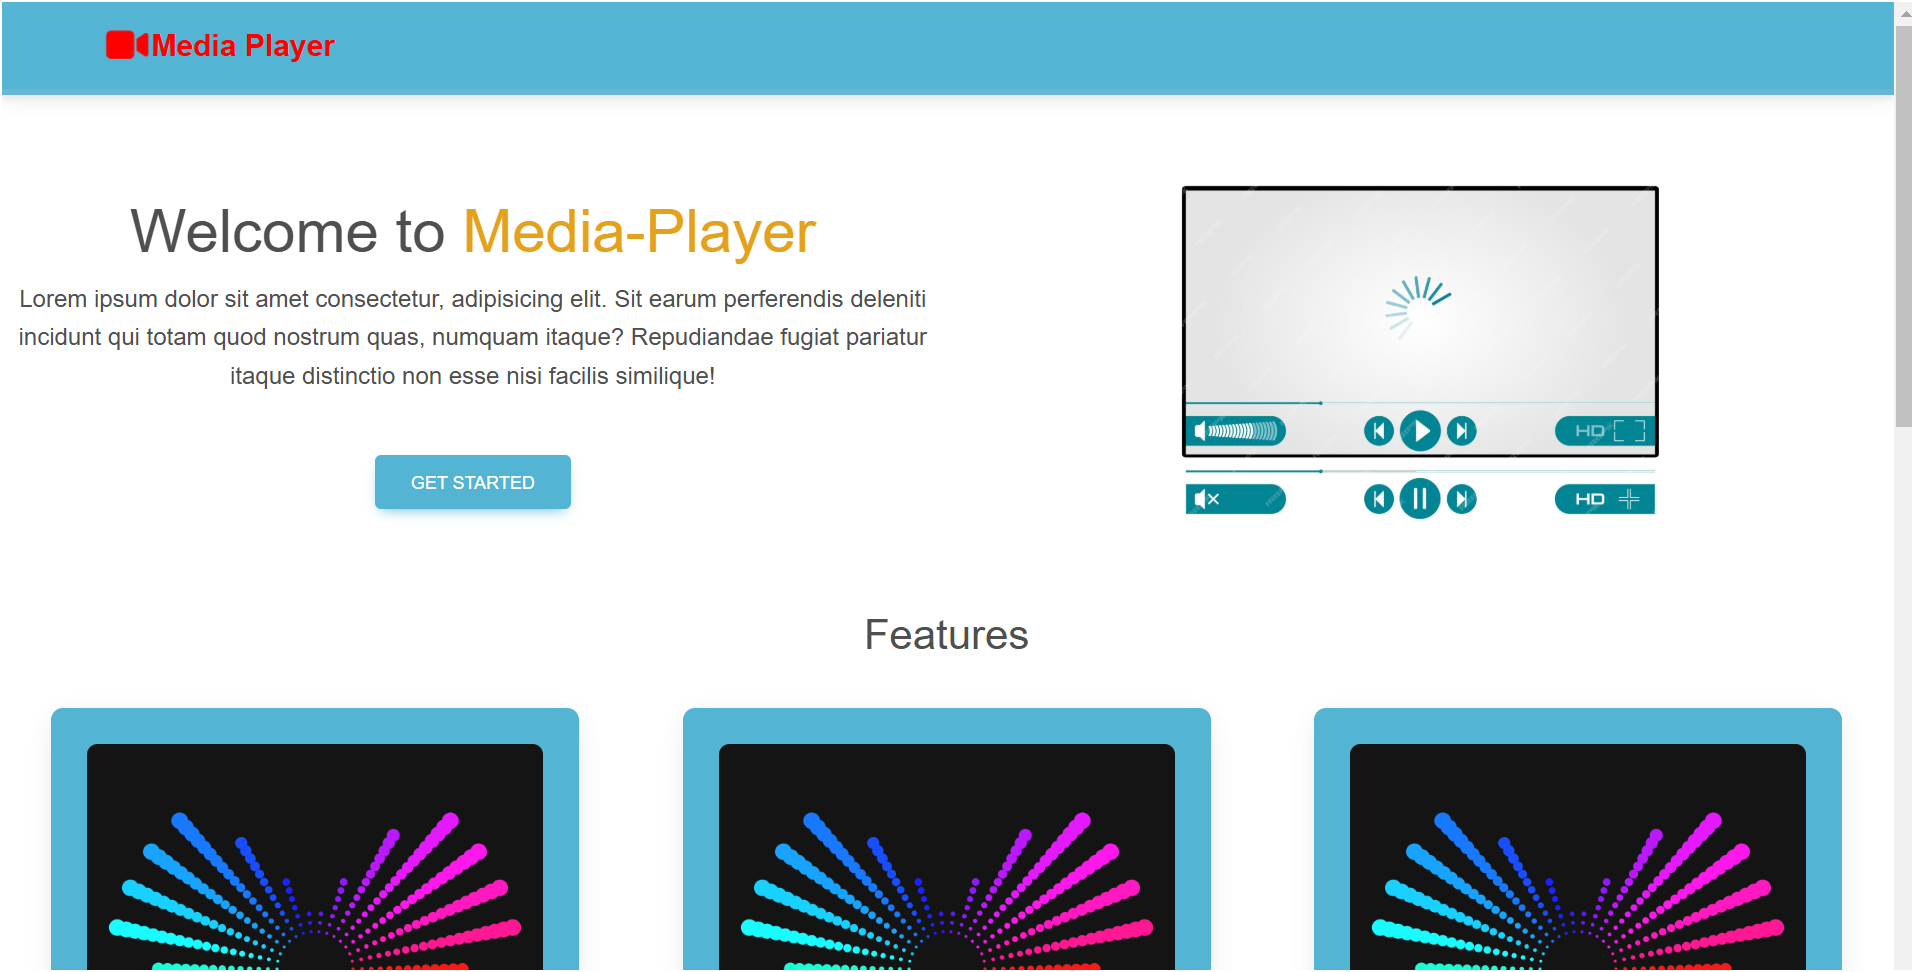 Media Player
Welcome to Media-Player
Lorem ipsum dolor sit amet consectetur, adipisicing elit. Sit earum perferendis deleniti
incidunt qui totam quod nostrum quas, numquam itaque? Repudiandae fugiat pariatur
itaque distinctio non esse nisi facilis similique!
GET STARTED
HD
HD
Features